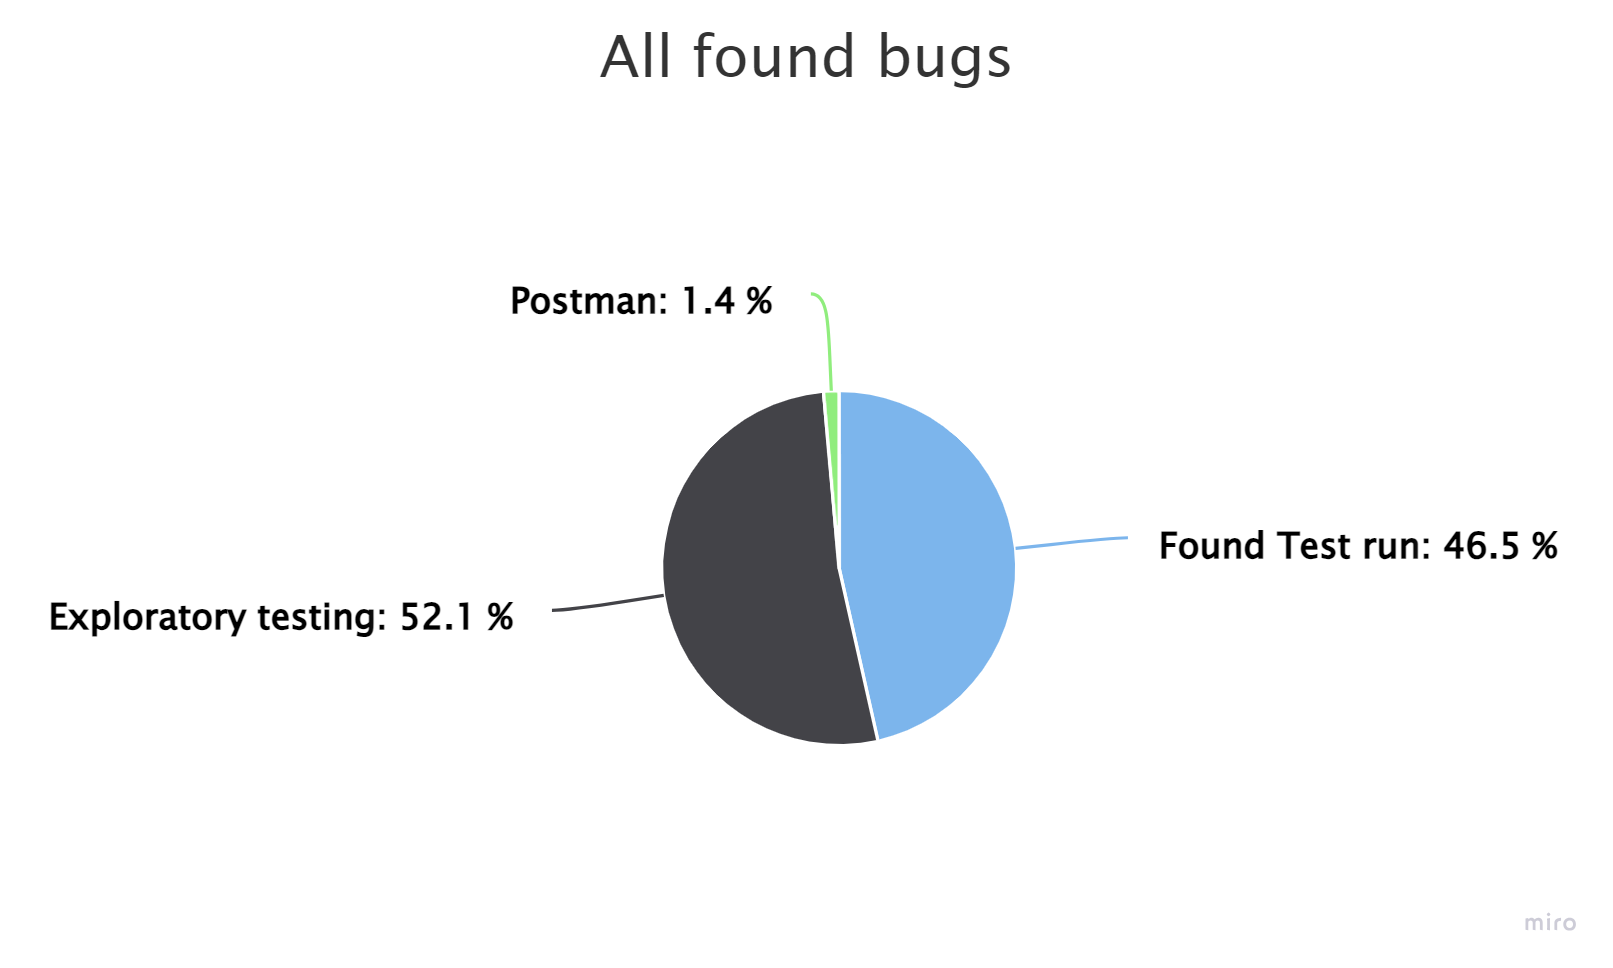 All found bugs
Postman: 1.4 %
Found Test run: 46.5 %
Exploratory testing: 52.1 %
miro